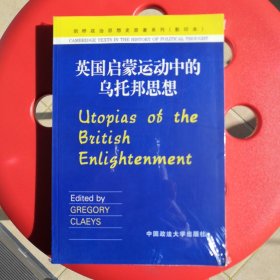 剑桥政治思想史原著系列（影印本）
CAMBRIDGE TEXTS IN THE HISTORY OF POLITICAL THOUGHT
英国启蒙运动中的
乌托邦思想
Utopias of the
British
Enlightenment
Edited by
GREGORY
CLAEYS
中国政法大学出版社